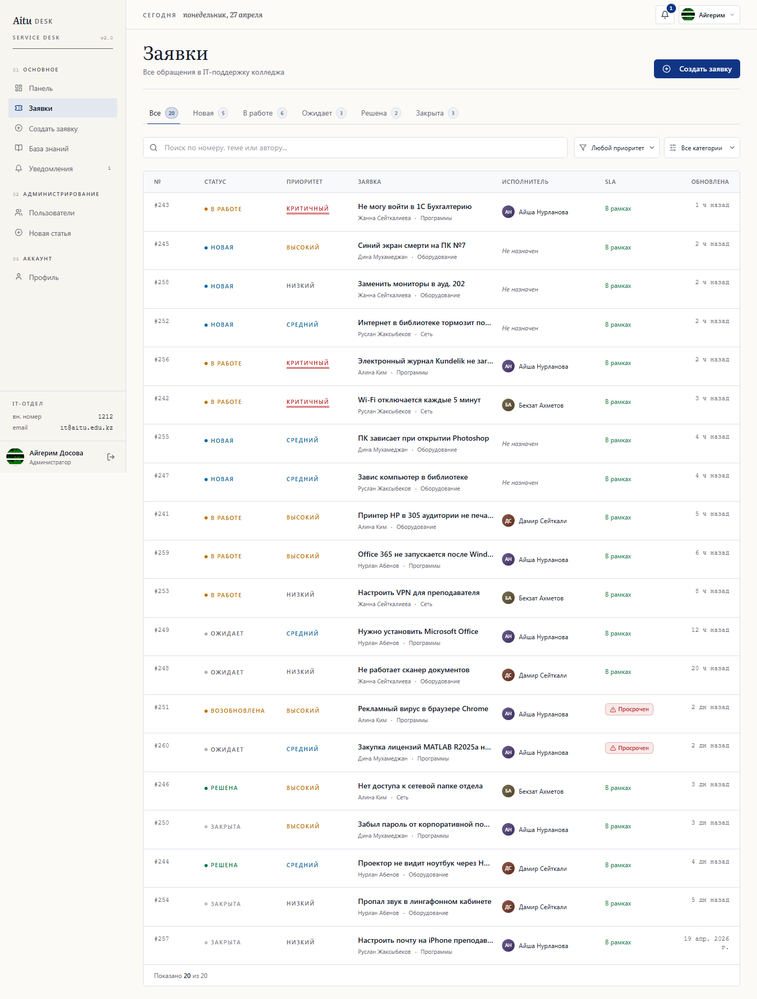 Aitu DESK
SERVICE DESK v2.0
01 ОСНОВНОЕ
Панель
Заявки
Создать заявку
База знаний
Уведомления 1
02 АДМИНИСТРИРОВАНИЕ
Пользователи
Новая статья
03 АККАУНТ
Профиль
IT-ОТДЕЛ
вн. номер 1212
email it@aitu.edu.kz
Айгерим Досова
Администратор
СЕГОДНЯ понедельник, 27 апреля
1
Айгерим
Заявки
Все обращения в IT-поддержку колледжа
Создать заявку
Все 20 Новая 5 В работе 6 Ожидает 3 Решена 2 Закрыта 3
Поиск по номеру, теме или автору...
Любой приоритет
Все категории
№ СТАТУС ПРИОРИТЕТ ЗАЯВКА ИСПОЛНИТЕЛЬ SLA ОБНОВЛЕНА
#243 В РАБОТЕ КРИТИЧНЫЙ Не могу войти в 1С Бухгалтерию АН Айша Нурланова В рамках 1 ч назад
Жанна Сейткалиева · Программы
#245 НОВАЯ ВЫСОКИЙ Синий экран смерти на ПК №7 Не назначен В рамках 2 ч назад
Дина Мухамеджан · Оборудование
#258 НОВАЯ НИЗКИЙ Заменить мониторы в ауд. 202 Не назначен В рамках 2 ч назад
Жанна Сейткалиева · Оборудование
#252 НОВАЯ СРЕДНИЙ Интернет в библиотеке тормозит по... Не назначен В рамках 2 ч назад
Руслан Жаксыбеков · Сеть
#256 В РАБОТЕ КРИТИЧНЫЙ Электронный журнал Kundelik не заг... АН Айша Нурланова В рамках 2 ч назад
Алина Ким · Программы
#242 В РАБОТЕ КРИТИЧНЫЙ Wi-Fi отключается каждые 5 минут БА Бекзат Ахметов В рамках 3 ч назад
Руслан Жаксыбеков · Сеть
#255 НОВАЯ СРЕДНИЙ ПК зависает при открытии Photoshop Не назначен В рамках 4 ч назад
Дина Мухамеджан · Оборудование
#247 НОВАЯ СРЕДНИЙ Завис компьютер в библиотеке Не назначен В рамках 4 ч назад
Руслан Жаксыбеков · Оборудование
#241 В РАБОТЕ ВЫСОКИЙ Принтер HP в 305 аудитории не печа... ДС Дамир Сейткали В рамках 5 ч назад
Алина Ким · Оборудование
#259 В РАБОТЕ ВЫСОКИЙ Office 365 не запускается после Wind... АН Айша Нурланова В рамках 6 ч назад
Нурлан Абенов · Программы
#253 В РАБОТЕ НИЗКИЙ Настроить VPN для преподавателя БА Бекзат Ахметов В рамках 8 ч назад
Жанна Сейткалиева · Сеть
#249 ОЖИДАЕТ СРЕДНИЙ Нужно установить Microsoft Office АН Айша Нурланова В рамках 12 ч назад
Нурлан Абенов · Программы
#248 ОЖИДАЕТ НИЗКИЙ Не работает сканер документов ДС Дамир Сейткали В рамках 20 ч назад
Жанна Сейткалиева · Оборудование
#251 ВОЗОБНОВЛЕНА ВЫСОКИЙ Рекламный вирус в браузере Chrome АН Айша Нурланова Просрочен 2 дн назад
Алина Ким · Программы
#260 ОЖИДАЕТ СРЕДНИЙ Закупка лицензий MATLAB R2025a н... АН Айша Нурланова Просрочен 2 дн назад
Дина Мухамеджан · Программы
#246 РЕШЕНА ВЫСОКИЙ Нет доступа к сетевой папке отдела БА Бекзат Ахметов В рамках 3 дн назад
Алина Ким · Сеть
#250 ЗАКРЫТА ВЫСОКИЙ Забыл пароль от корпоративной по... АН Айша Нурланова В рамках 3 дн назад
Дина Мухамеджан · Программы
#244 РЕШЕНА СРЕДНИЙ Проектор не видит ноутбук через H... ДС Дамир Сейткали В рамках 4 дн назад
Нурлан Абенов · Оборудование
#254 ЗАКРЫТА НИЗКИЙ Пропал звук в лингафонном кабинете ДС Дамир Сейткали В рамках 5 дн назад
Нурлан Абенов · Оборудование
#257 ЗАКРЫТА НИЗКИЙ Настроить почту на iPhone преподав... АН Айша Нурланова В рамках 19 апр. 2026 г.
Руслан Жаксыбеков · Программы
Показано 20 из 20